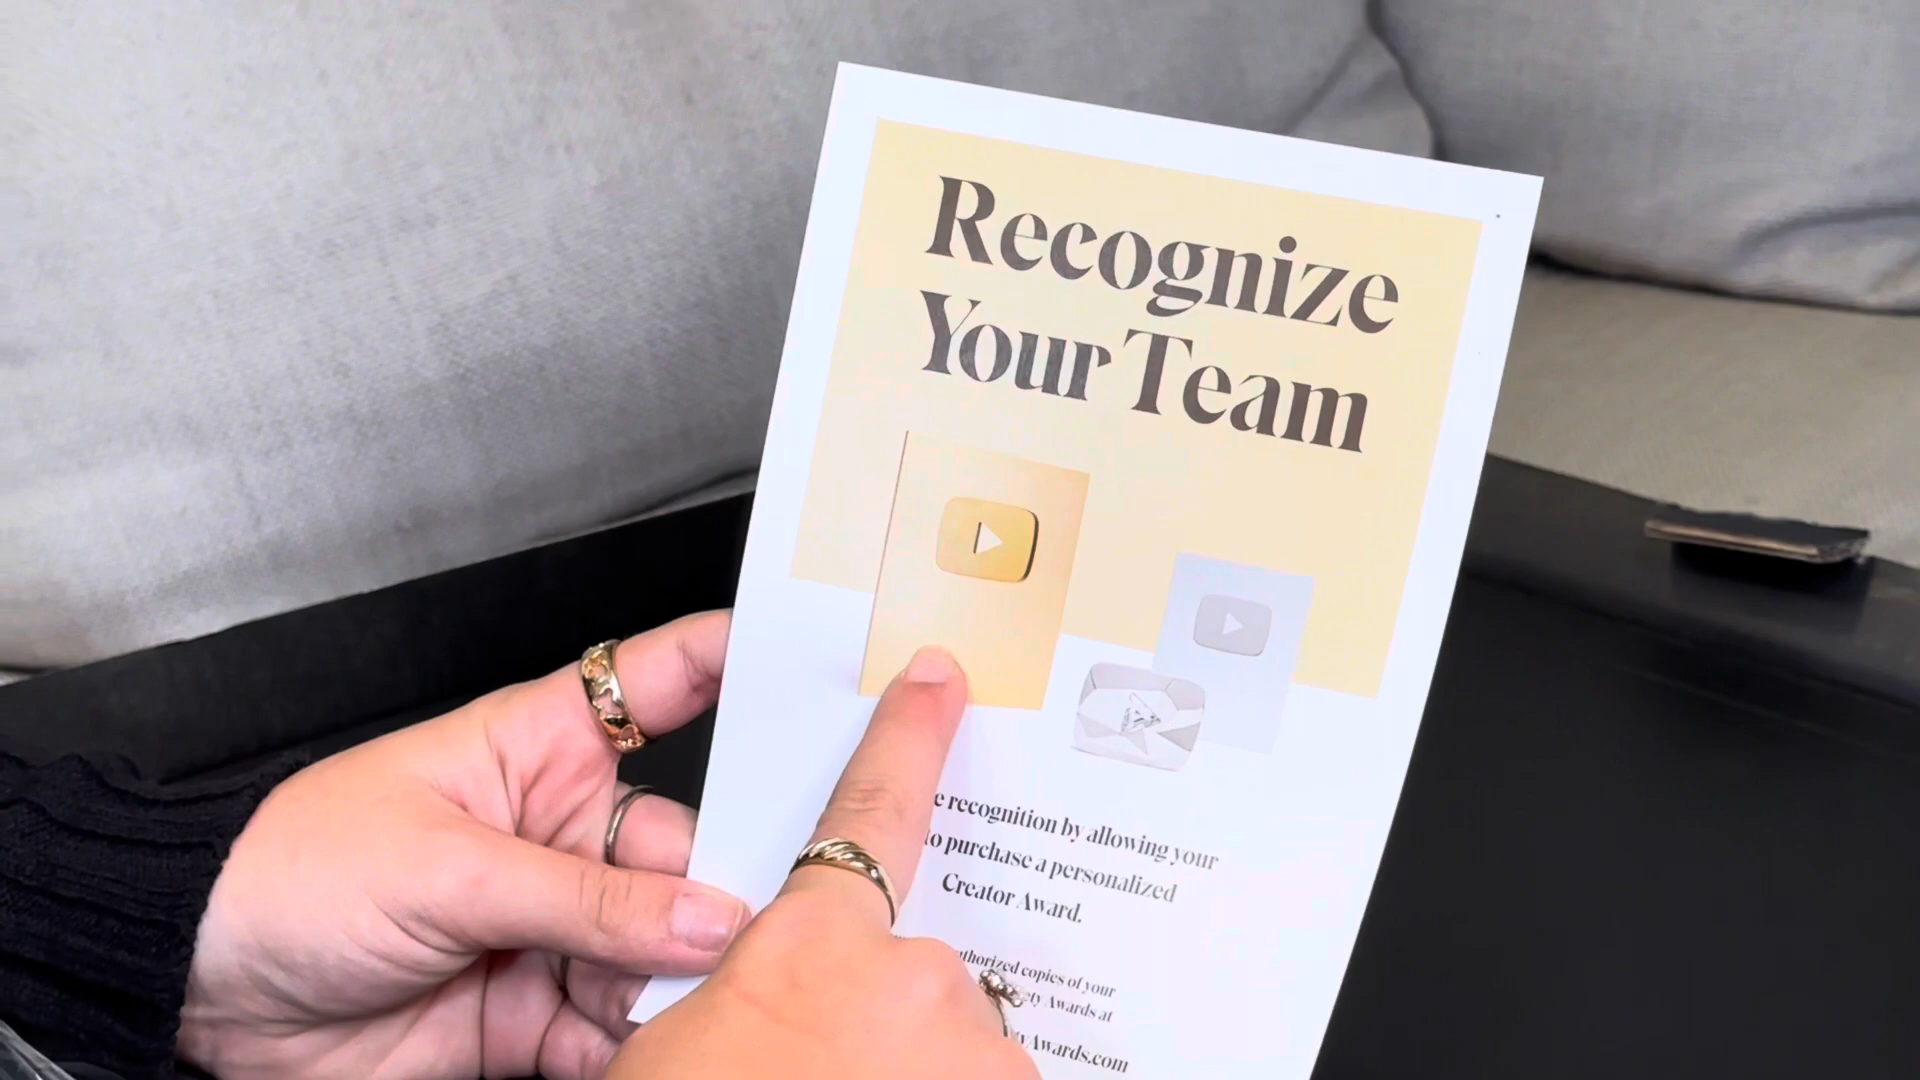 Recognize
Your Team
recognition by allowing your
to purchase a personalized
Creator Award.
copies of your
Awards at
Awards.com